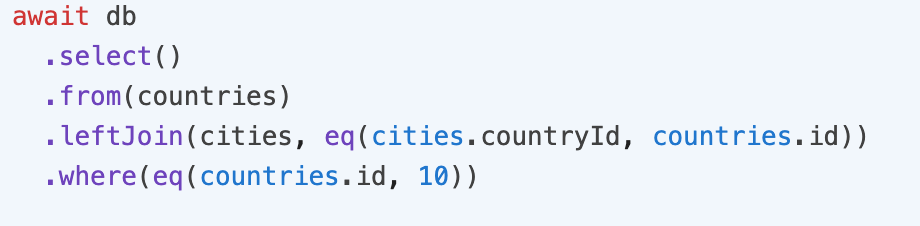 await db
  .select()
  .from(countries)
  .leftJoin(cities, eq(cities.countryId, countries.id))
  .where(eq(countries.id, 10))